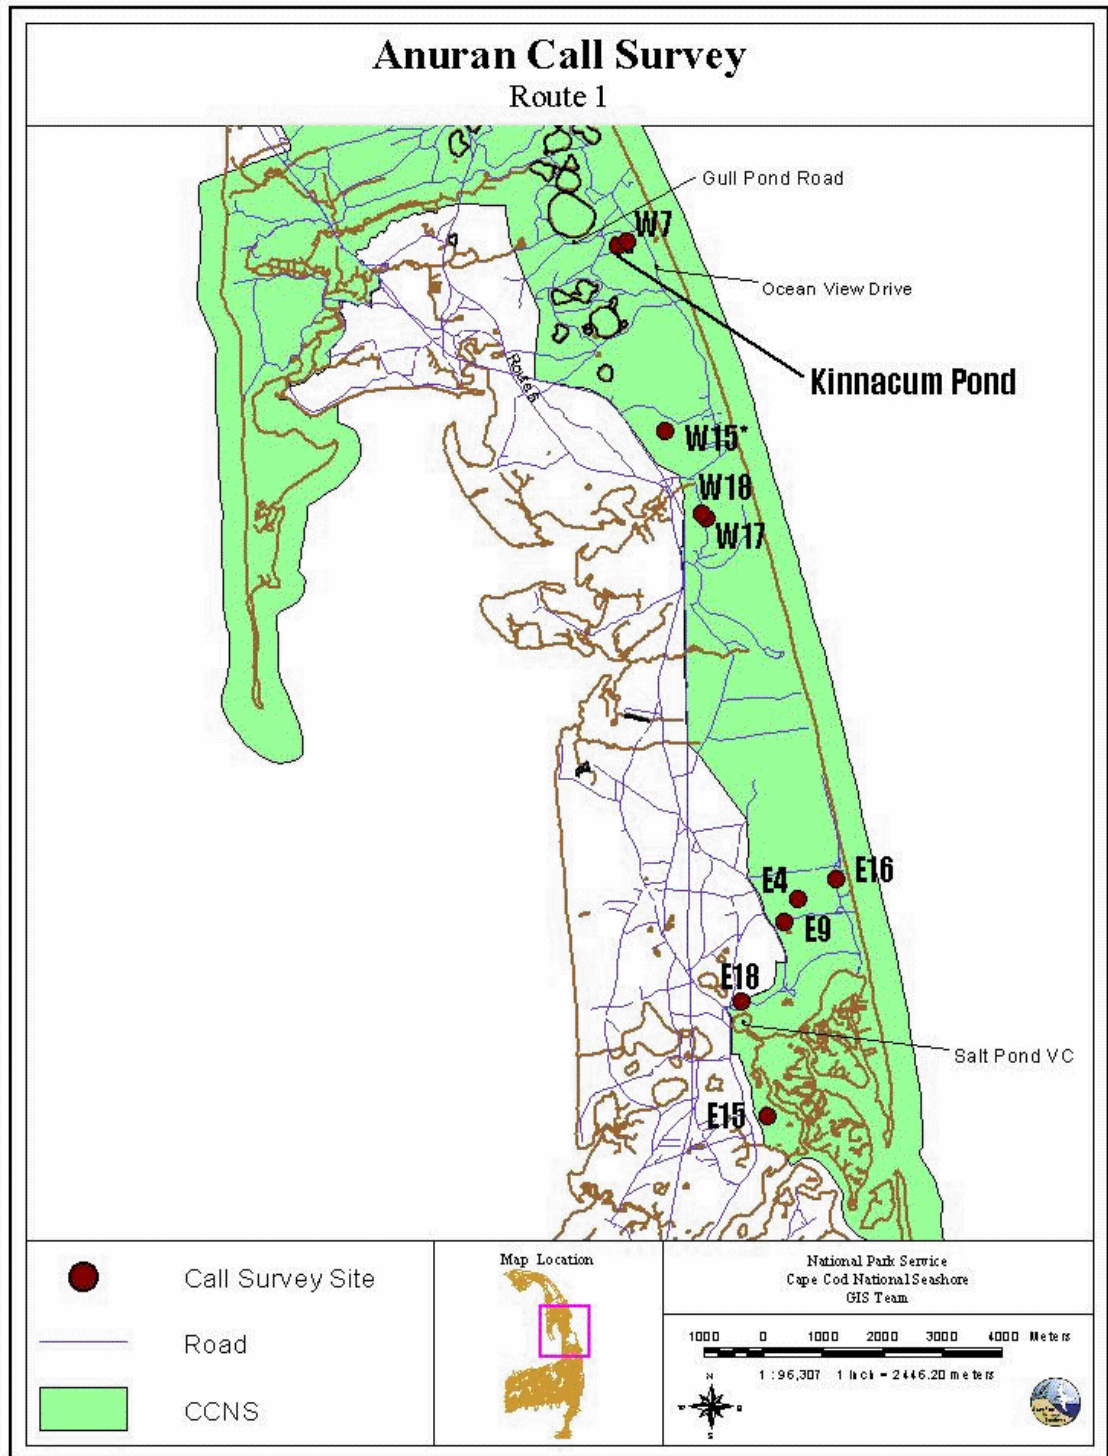 Anuran Call Survey
Route 1
Gull Pond Road
W7
Ocean View Drive
Kinnacum Pond
Route 6
W15*
W18
W17
E16
E4
E9
E18
Salt Pond VC
E15
Call Survey Site
Road
CCNS
Map Location
National Park Service
Cape Cod National Seashore
GIS Team
1000 0 1000 2000 3000 4000 Meters
1 : 96,307 1 Inch = 2446.20 meters
N
S